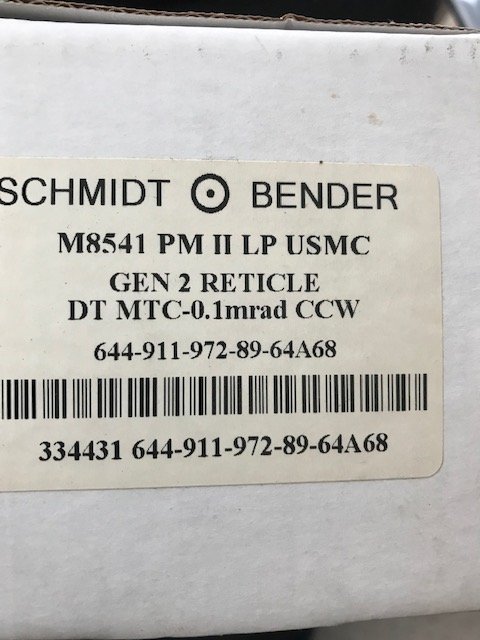 SCHMIDT BENDER
M8541 PM II LP USMC
GEN 2 RETICLE
DT MTC-0.1mrad CCW
644-911-972-89-64A68
334431 644-911-972-89-64A68